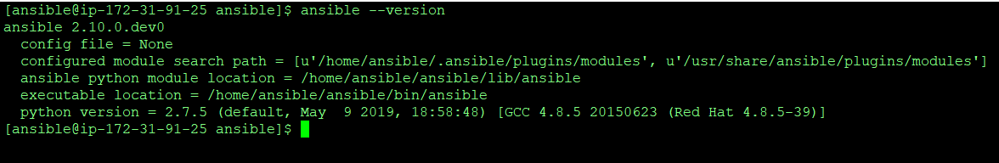 [ansible@ip-172-31-91-25 ansible]$ ansible --version
ansible 2.10.0.dev0
  config file = None
  configured module search path = [u'/home/ansible/.ansible/plugins/modules', u'/usr/share/ansible/plugins/modules']
  ansible python module location = /home/ansible/ansible/lib/ansible
  executable location = /home/ansible/ansible/bin/ansible
  python version = 2.7.5 (default, May  9 2019, 18:58:48) [GCC 4.8.5 20150623 (Red Hat 4.8.5-39)]
[ansible@ip-172-31-91-25 ansible]$